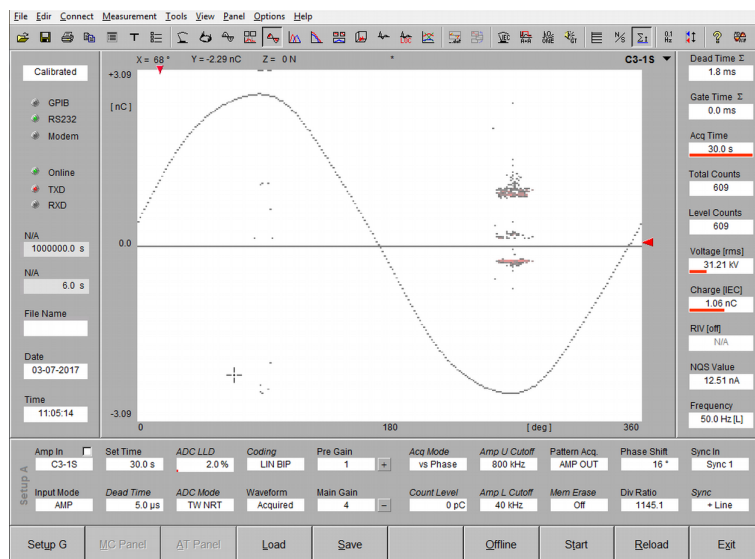 File Edit Connect Measurement Tools View Panel Options Help
Calibrated
GPIB
RS232
Modem
Online
TXD
RXD
N/A
1000000.0 s
N/A
6.0 s
File Name
Date
03-07-2017
Time
11:05:14
X = 68° Y = -2.29 nC Z = 0 N * C3-1S
+3.09
[nC]
0.0
-3.09
0 180 [deg] 360
Dead Time Σ
1.8 ms
Gate Time Σ
0.0 ms
Acq Time
30.0 s
Total Counts
609
Level Counts
609
Voltage [rms]
31.21 kV
Charge [IEC]
1.06 nC
RIV [off]
N/A
NQS Value
12.51 nA
Frequency
50.0 Hz [L]
Setup A
Amp In Set Time ADC LLD Coding Pre Gain Acq Mode Amp U Cutoff Pattern Acq. Phase Shift Sync In
C3-1S 30.0 s 2.0 % LIN BIP 1 + vs Phase 800 kHz AMP OUT 16 ° Sync 1
Input Mode Dead Time ADC Mode Waveform Main Gain Count Level Amp L Cutoff Mem Erase Div Ratio Sync
AMP 5.0 µs TW NRT Acquired 4 − 0 pC 40 kHz Off 1145.1 + Line
Setup G MC Panel AT Panel Load Save Offline Start Reload Exit